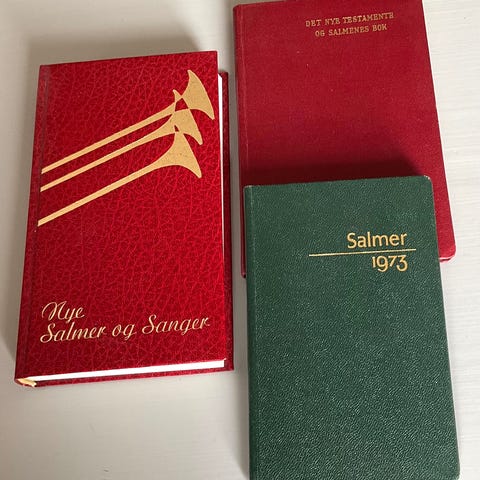 Nye
Salmer og Sanger
DET NYE TESTAMENTE
OG SALMENES BOK
Salmer
1973